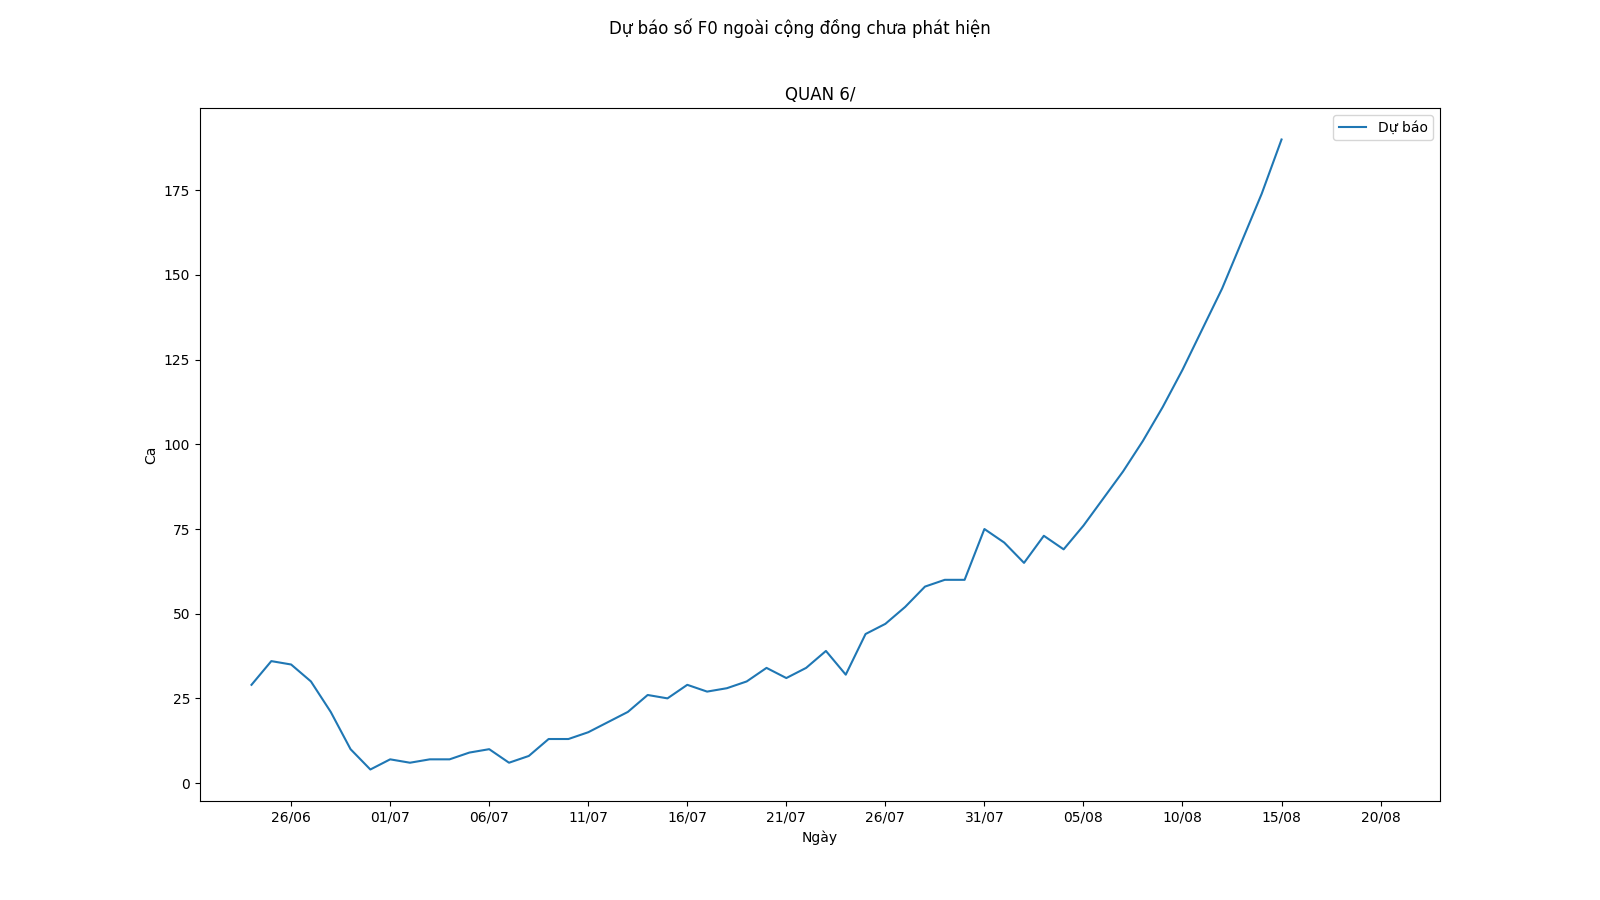 Dự báo số F0 ngoài cộng đồng chưa phát hiện
QUAN 6/
Dự báo
175
150
125
100
75
50
25
0
Ca
26/06 01/07 06/07 11/07 16/07 21/07 26/07 31/07 05/08 10/08 15/08 20/08
Ngày